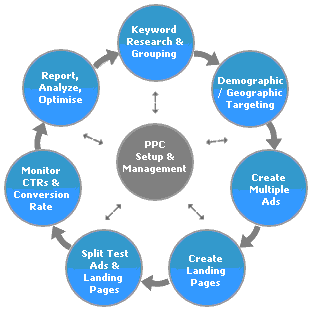 Keyword
Research &
Grouping
Demographic
/ Geographic
Targeting
Create
Multiple
Ads
Create
Landing
Pages
Split Test
Ads &
Landing
Pages
Monitor
CTRs &
Conversion
Rate
Report,
Analyze,
Optimise
PPC
Setup &
Management